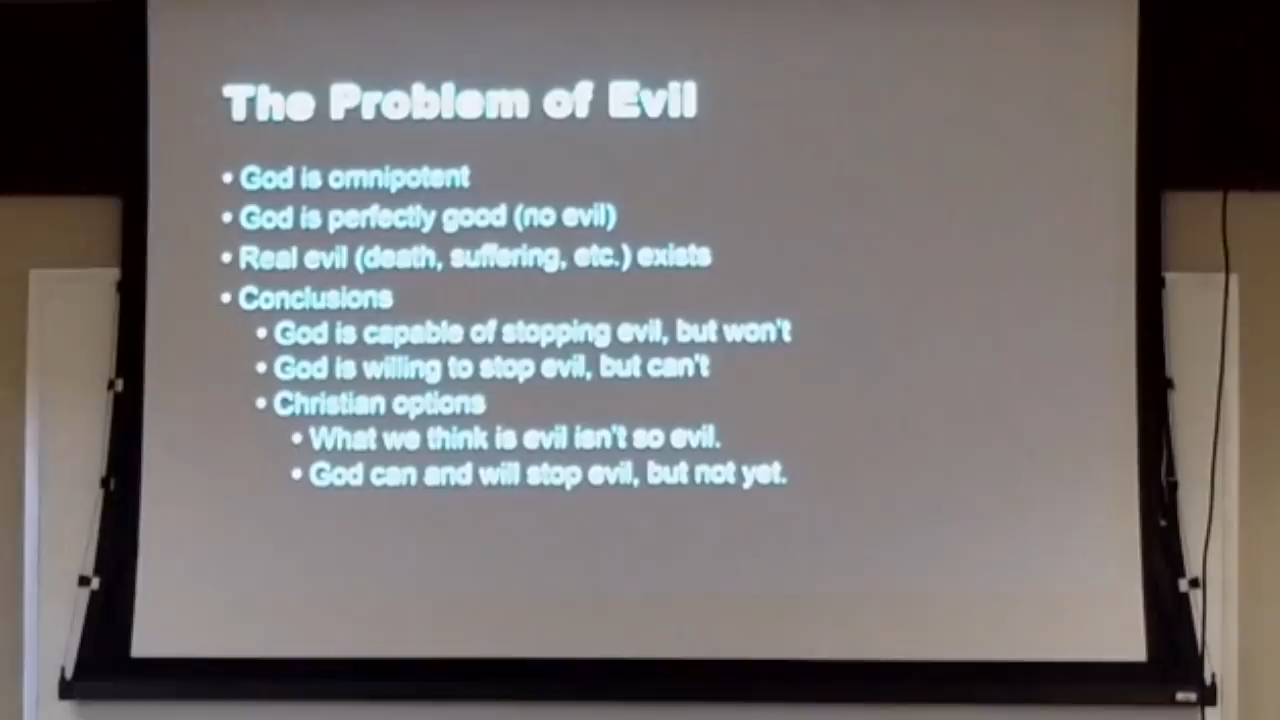 The Problem of Evil
• God is omnipotent
• God is perfectly good (no evil)
• Real evil (death, suffering, etc.) exists
• Conclusions
• God is capable of stopping evil, but won't
• God is willing to stop evil, but can't
• Christian options
• What we think is evil isn't so evil.
• God can and will stop evil, but not yet.